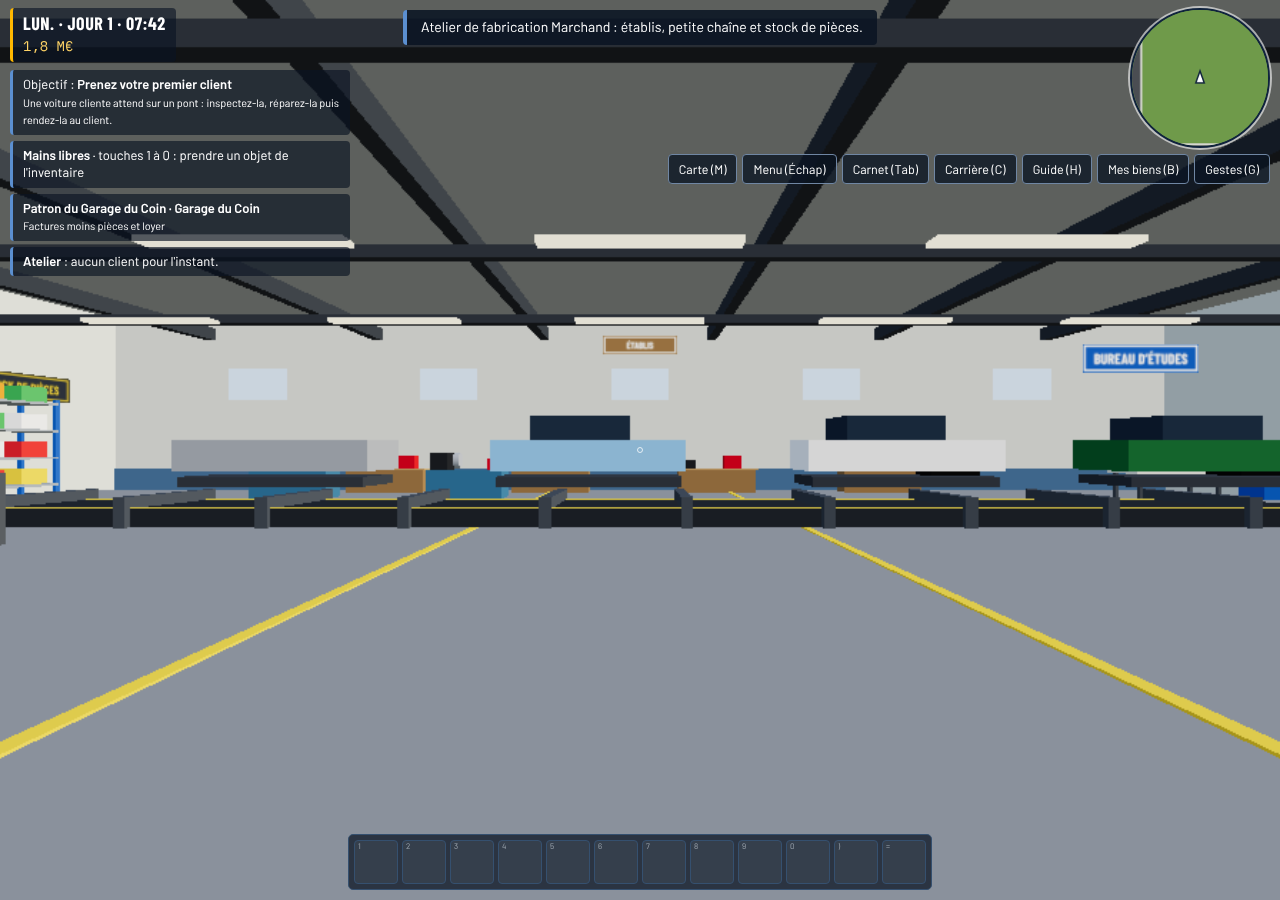 LUN. · JOUR 1 · 07:42
1,8 M€
Atelier de fabrication Marchand : établis, petite chaîne et stock de pièces.
Objectif : Prenez votre premier client
Une voiture cliente attend sur un pont : inspectez-la, réparez-la puis
rendez-la au client.
Mains libres · touches 1 à 0 : prendre un objet de
l'inventaire
Carte (M)
Menu (Échap)
Carnet (Tab)
Carrière (C)
Guide (H)
Mes biens (B)
Gestes (G)
Patron du Garage du Coin · Garage du Coin
Factures moins pièces et loyer
Atelier : aucun client pour l'instant.
ÉTABLIS
BUREAU D'ÉTUDES
DE PIÈCES
1 2 3 4 5 6 7 8 9 0 ) =